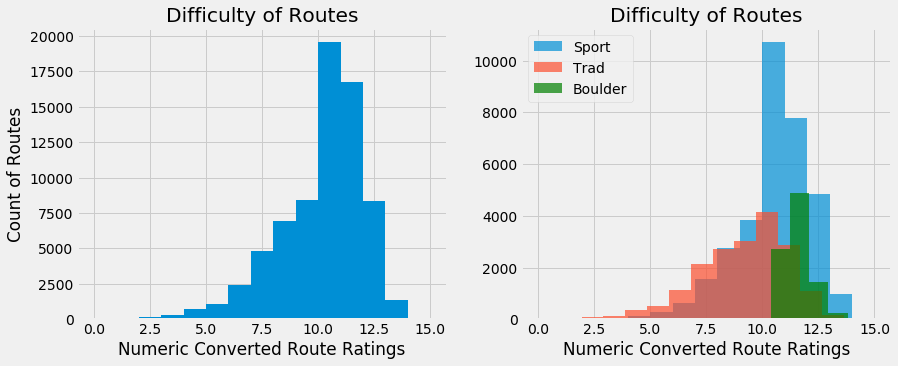 Difficulty of Routes
Count of Routes
20000
17500
15000
12500
10000
7500
5000
2500
0
0.0 2.5 5.0 7.5 10.0 12.5 15.0
Numeric Converted Route Ratings
Difficulty of Routes
Sport
Trad
Boulder
10000
8000
6000
4000
2000
0
0.0 2.5 5.0 7.5 10.0 12.5 15.0
Numeric Converted Route Ratings